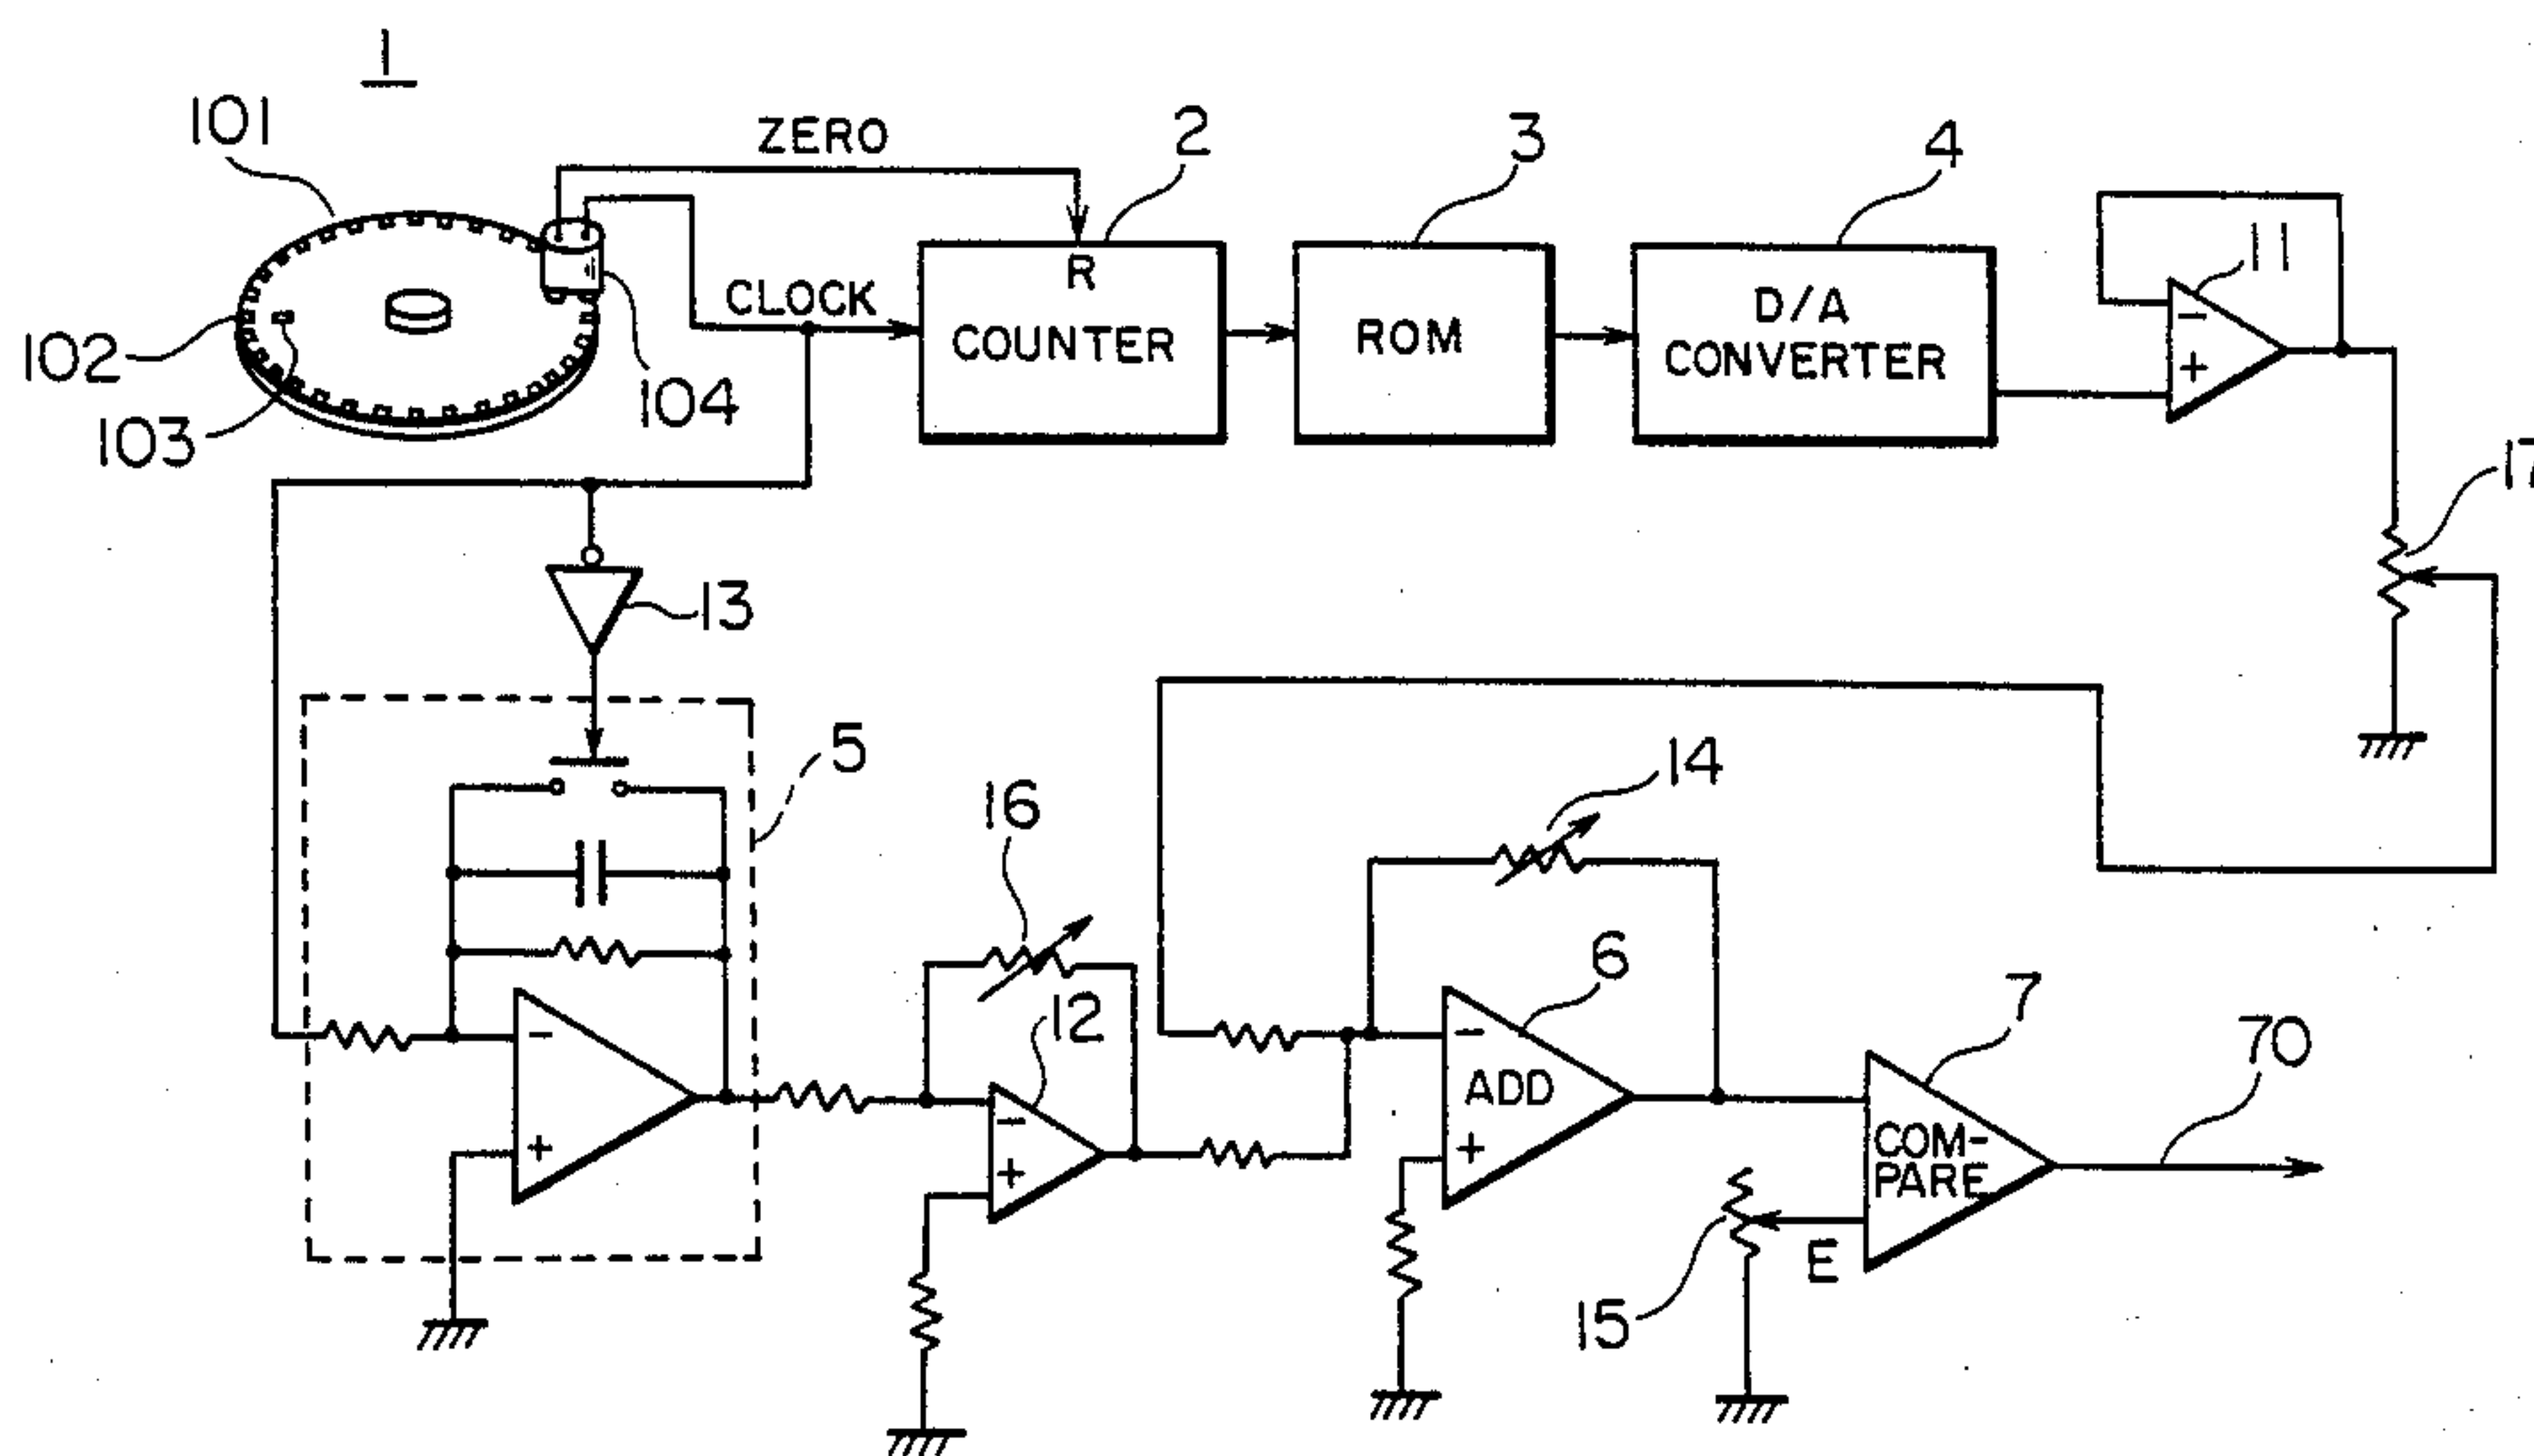 1
101
ZERO
2
3
4
R
11
CLOCK
COUNTER
ROM
D/A
CONVERTER
-
+
102
104
103
17
13
5
14
16
6
12
7
70
-
+
-
+
-
ADD
+
COM-
PARE
E
15